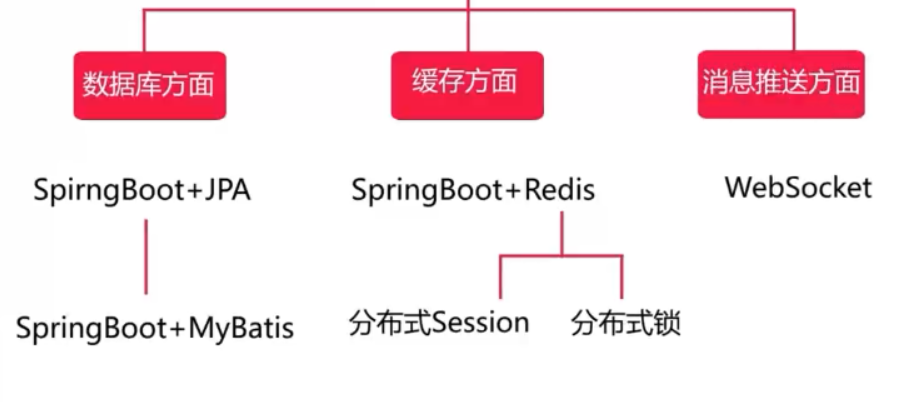 数据库方面
缓存方面
消息推送方面
SpirngBoot+JPA
SpringBoot+Redis
WebSocket
SpringBoot+MyBatis
分布式Session
分布式锁